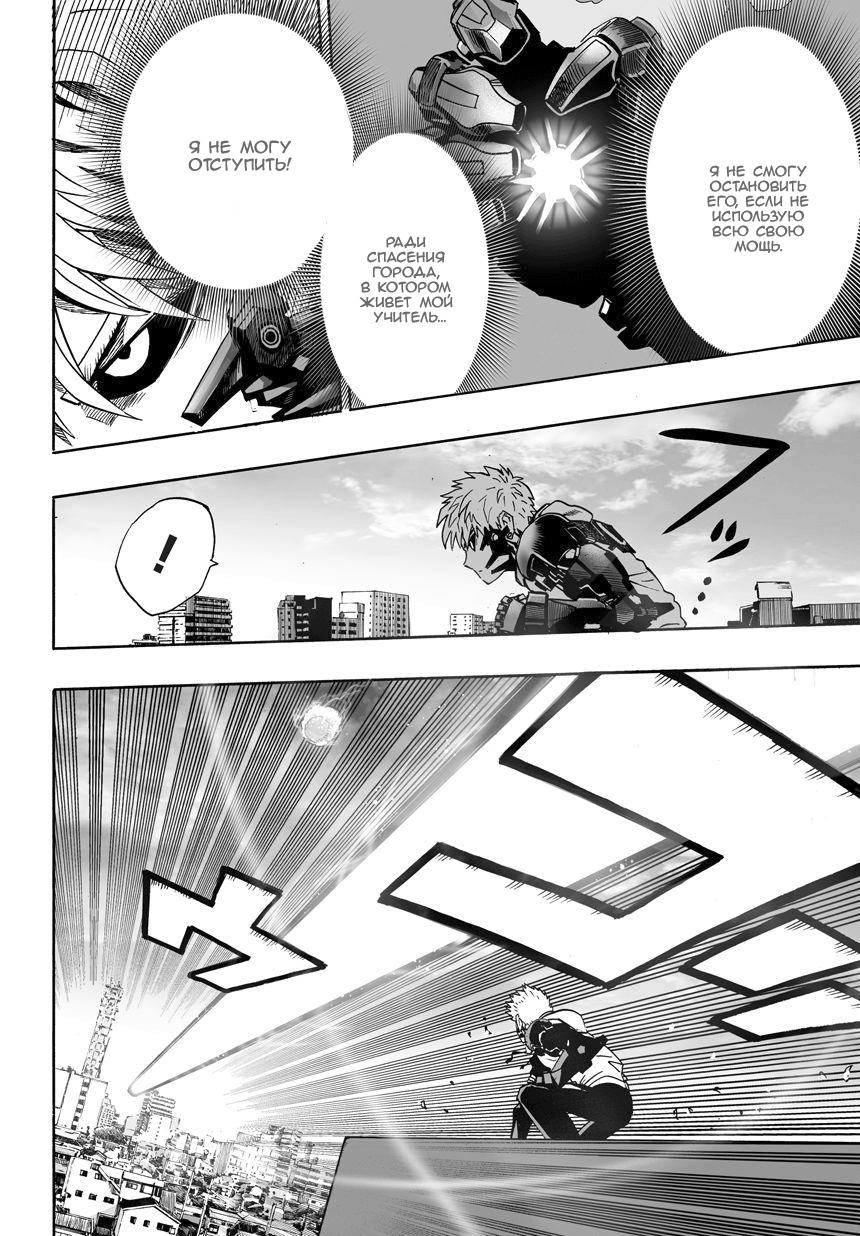 Я НЕ СМОГУ
ОСТАНОВИТЬ
ЕГО, ЕСЛИ НЕ
ИСПОЛЬЗУЮ
ВСЮ СВОЮ
МОЩЬ.
РАДИ
СПАСЕНИЯ
ГОРОДА,
В КОТОРОМ
ЖИВЕТ МОЙ
УЧИТЕЛЬ...
Я НЕ МОГУ
ОТСТУПИТЬ!
!